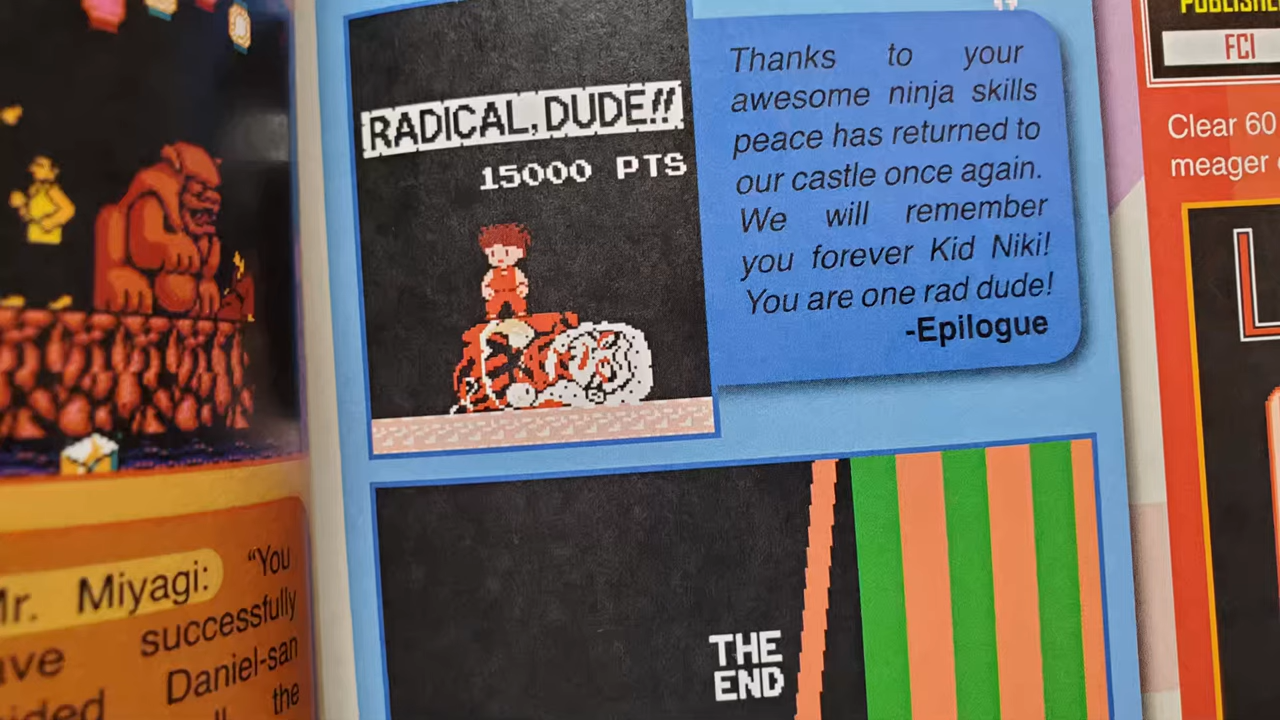 RADICAL, DUDE!!
15000 PTS
Thanks to your
awesome ninja skills
peace has returned to
our castle once again.
We will remember
you forever Kid Niki!
You are one rad dude!
-Epilogue
THE
END
Miyagi: "You
successfully
Daniel-san
the
FCI
Clear 60
meager